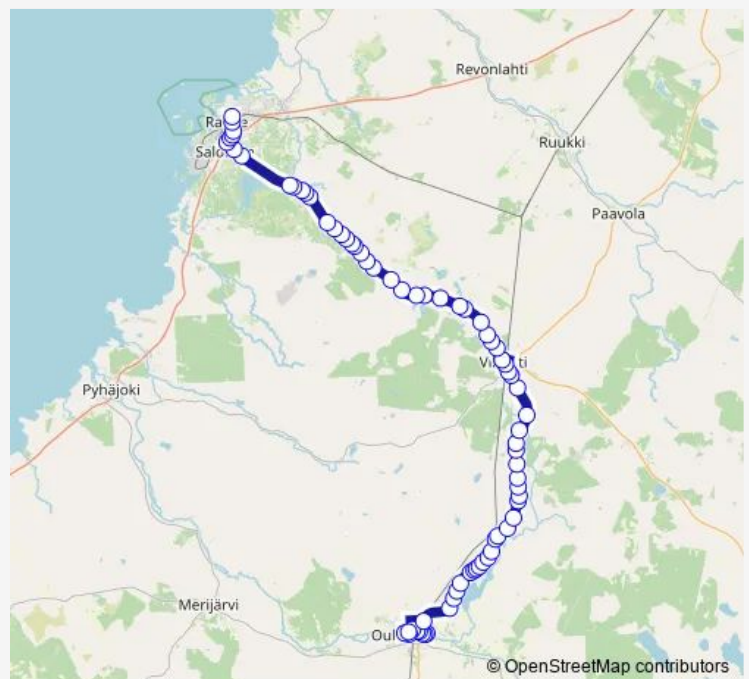 Revonlahti
Ruukki
Paavola
Pyhäjoki
Merijärvi
© OpenStreetMap contributors